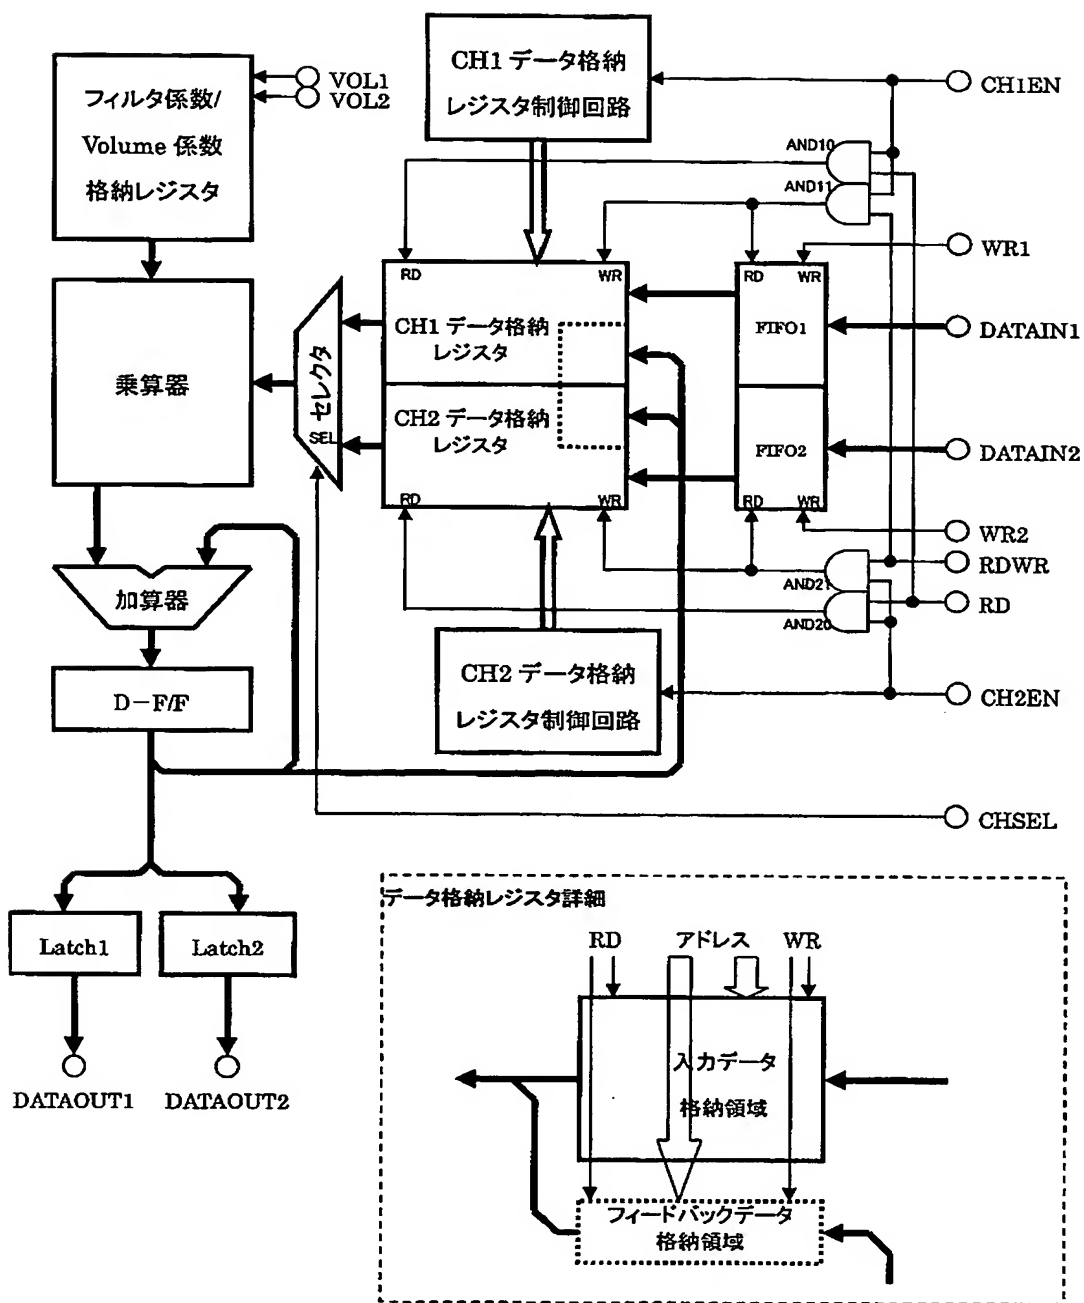 フィルタ係数/
Volume 係数
格納レジスタ
VOL1
VOL2
CH1 データ格納
レジスタ制御回路
CH1EN
AND10
AND11
WR1
RD
WR
RD
WR
CH1 データ格納
レジスタ
FIFO1
DATAIN1
乗算器
セレクタ
SEL
CH2 データ格納
レジスタ
FIFO2
DATAIN2
RD
WR
RD
WR
WR2
RDWR
AND21
RD
AND20
加算器
CH2 データ格納
レジスタ制御回路
CH2EN
D-F/F
CHSEL
Latch1
Latch2
DATAOUT1
DATAOUT2
データ格納レジスタ詳細
RD
アドレス
WR
入力データ
格納領域
フィードバックデータ
格納領域